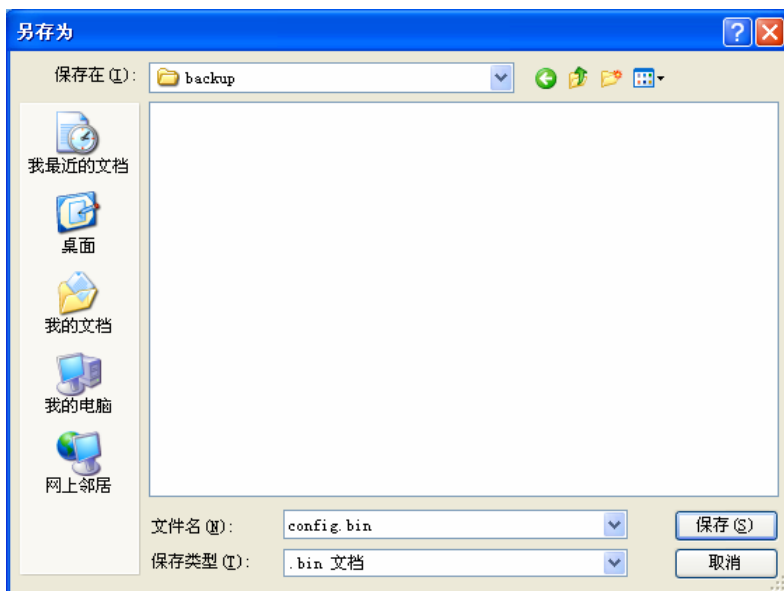 另存为
保存在(I):
backup
我最近的文档
桌面
我的文档
我的电脑
网上邻居
文件名(N):
config.bin
保存(S)
保存类型(T):
.bin 文档
取消